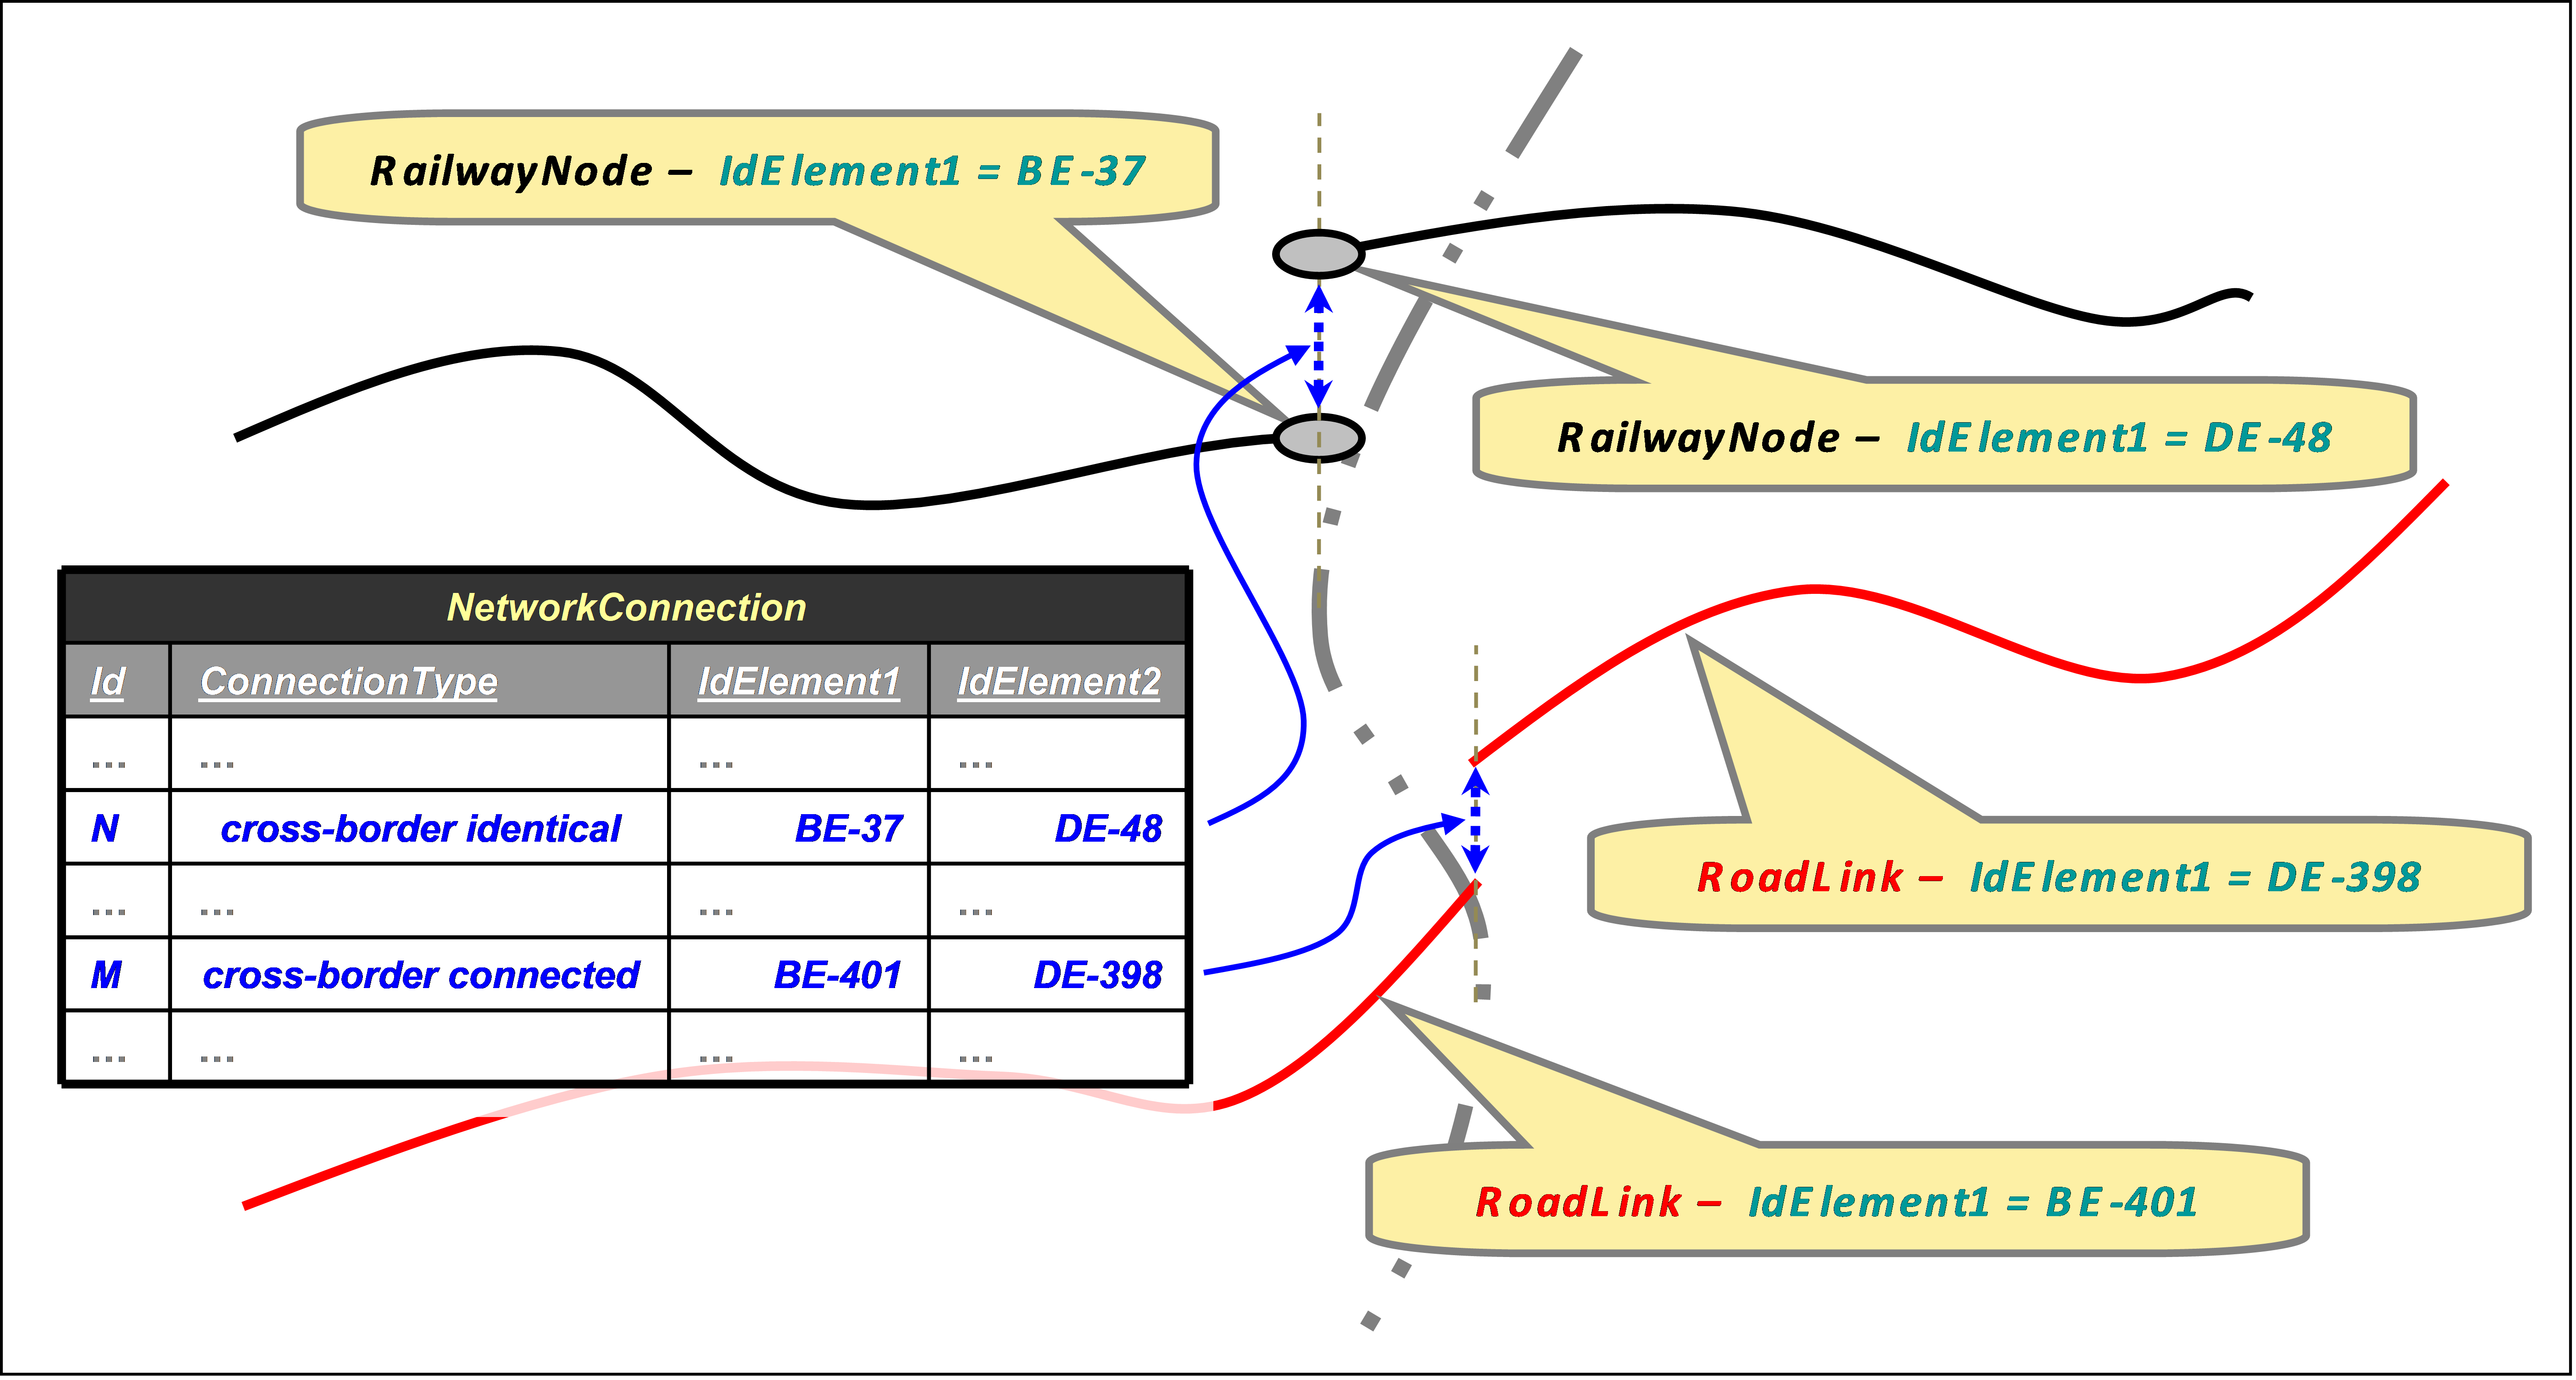 RailwayNode – IdElement1 = BE-37
RailwayNode – IdElement1 = DE-48
NetworkConnection
Id ConnectionType IdElement1 IdElement2
... ... ... ...
N cross-border identical BE-37 DE-48
... ... ... ...
M cross-border connected BE-401 DE-398
... ... ... ...
RoadLink – IdElement1 = DE-398
RoadLink – IdElement1 = BE-401